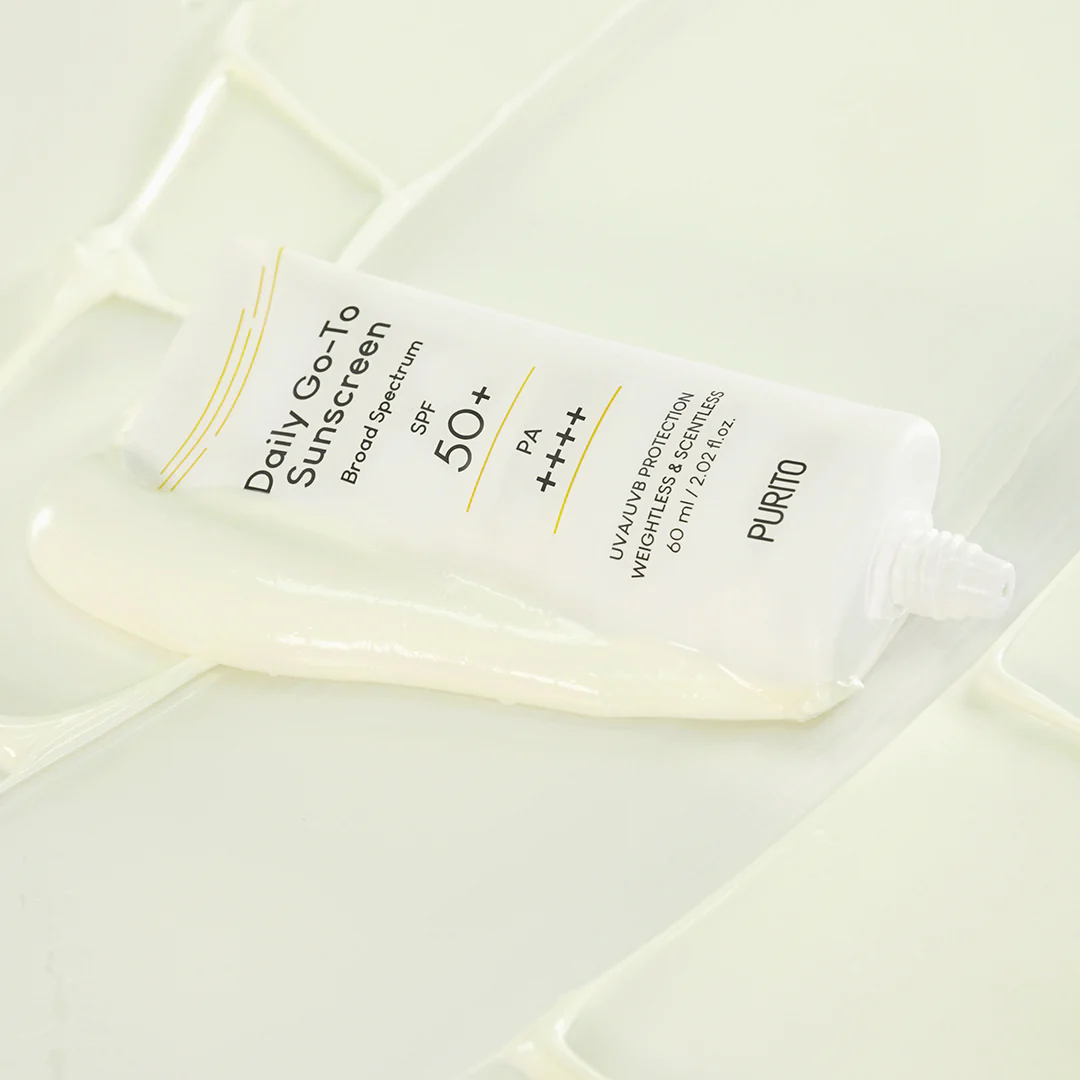 Daily Go-To
Sunscreen
Broad Spectrum
SPF
50+
PA
++++
UVA/UVB PROTECTION
WEIGHTLESS & SCENTLESS
60 ml / 2.02 fl.oz.
PURITO